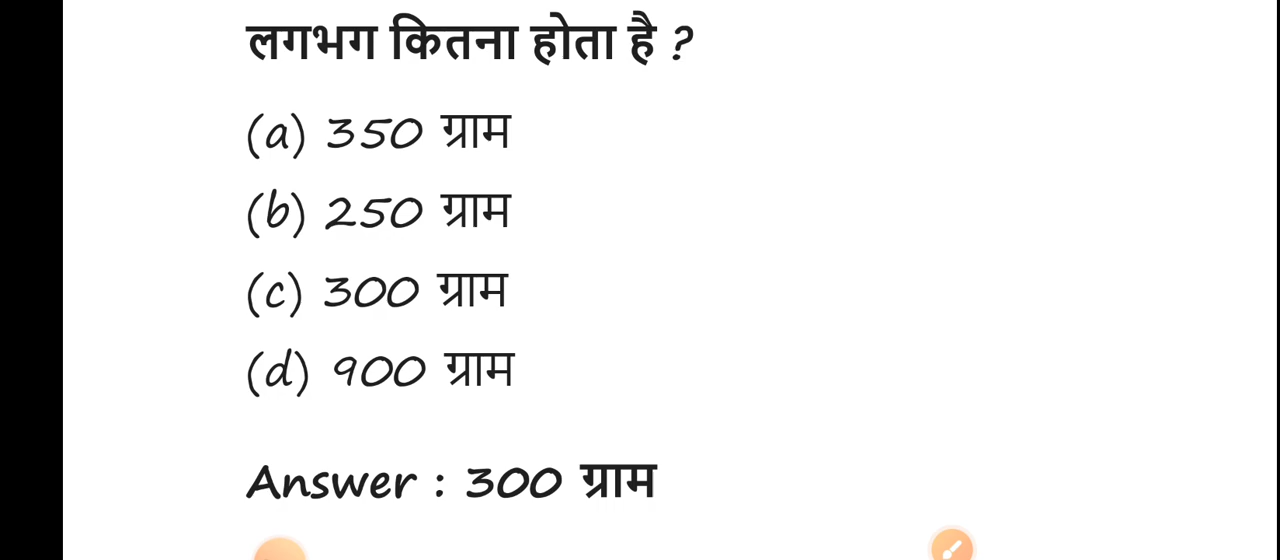 लगभग कितना होता है ?
(a) 350 ग्राम
(b) 250 ग्राम
(c) 300 ग्राम
(d) 900 ग्राम
Answer : 300 ग्राम